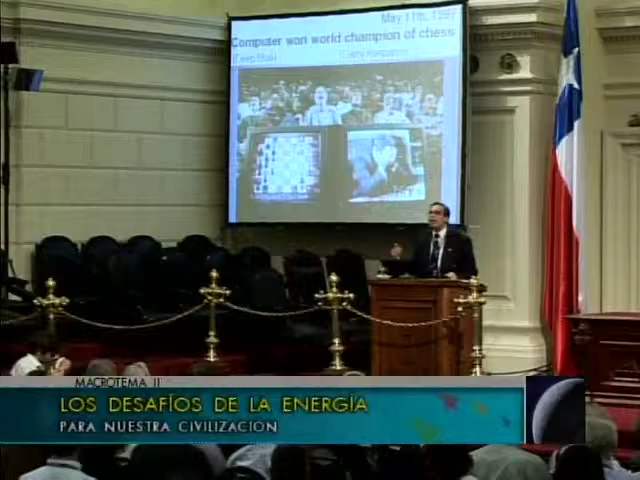 May 11th, 1997
Computer won world champion of chess
(Deep Blue) (Garry Kasparov)
MACROTEMA II
LOS DESAFÍOS DE LA ENERGÍA
PARA NUESTRA CIVILIZACIÓN